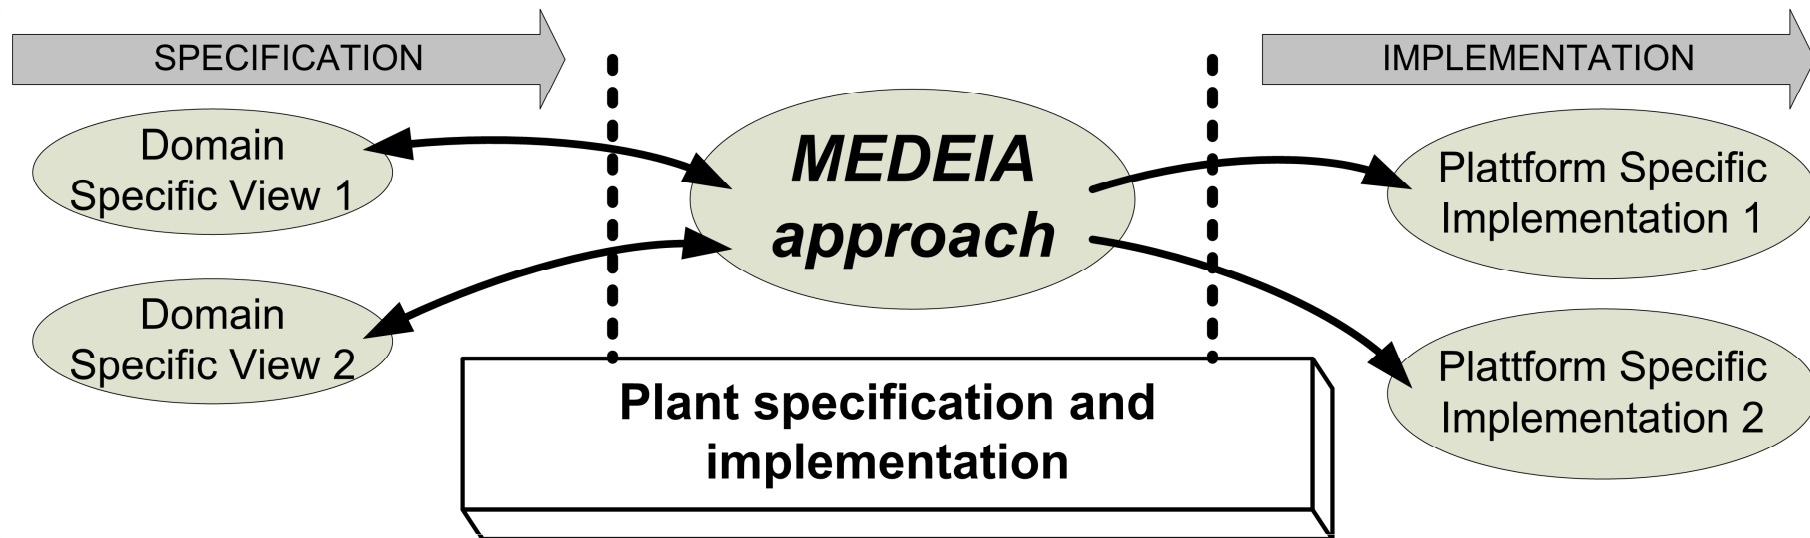 SPECIFICATION
IMPLEMENTATION
Domain
Specific View 1
MEDEIA
approach
Plattform Specific
Implementation 1
Domain
Specific View 2
Plattform Specific
Implementation 2
Plant specification and
implementation